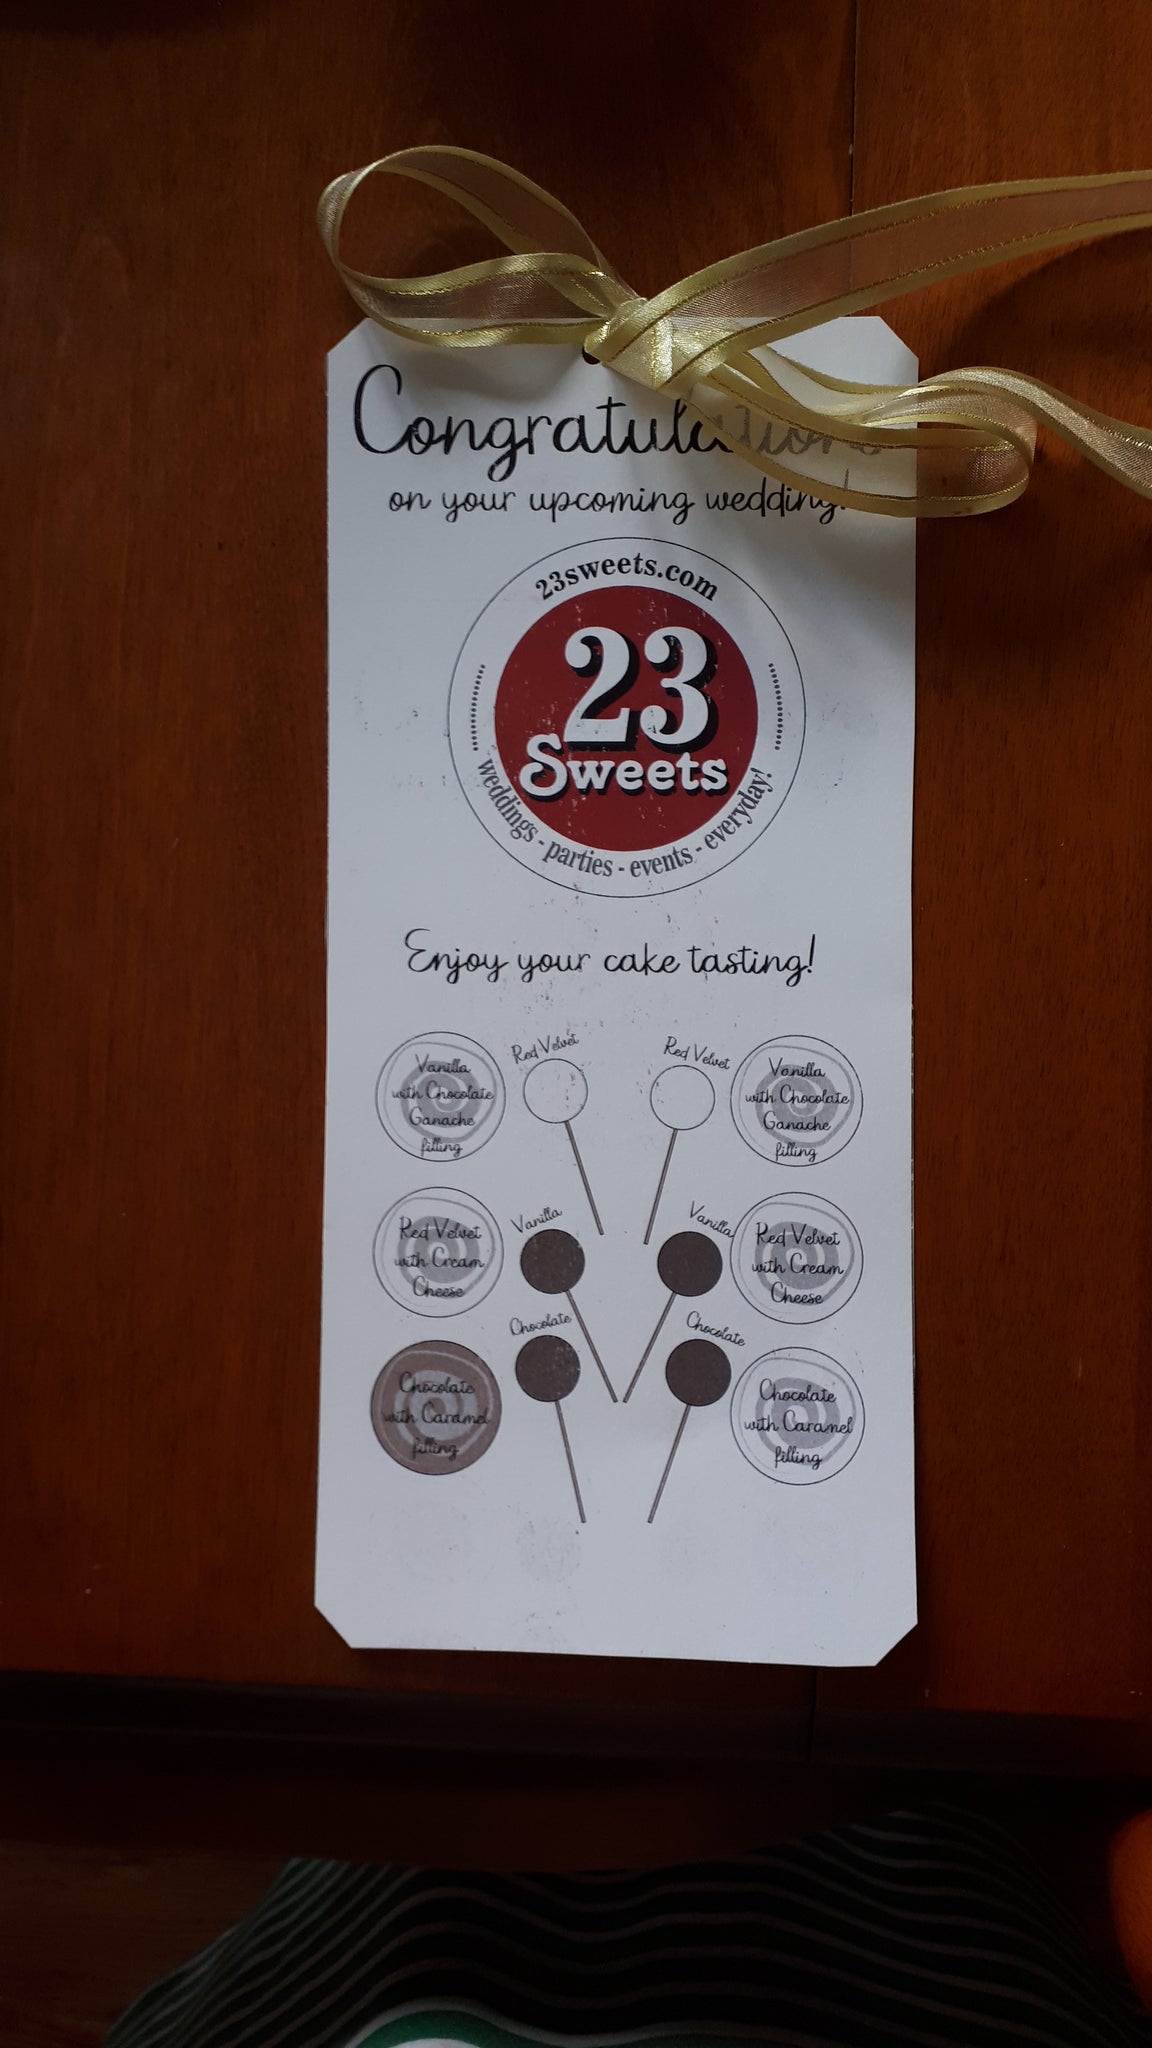 Congratulations
on your upcoming wedding!
23sweets.com
23
Sweets
weddings - parties - events - everyday!
Enjoy your cake tasting!
Vanilla
with Chocolate
Ganache
filling
Red Velvet
Red Velvet
Vanilla
with Chocolate
Ganache
filling
Red Velvet
with Cream
Cheese
Vanilla
Vanilla
Red Velvet
with Cream
Cheese
Chocolate
with Caramel
filling
Chocolate
Chocolate
Chocolate
with Caramel
filling